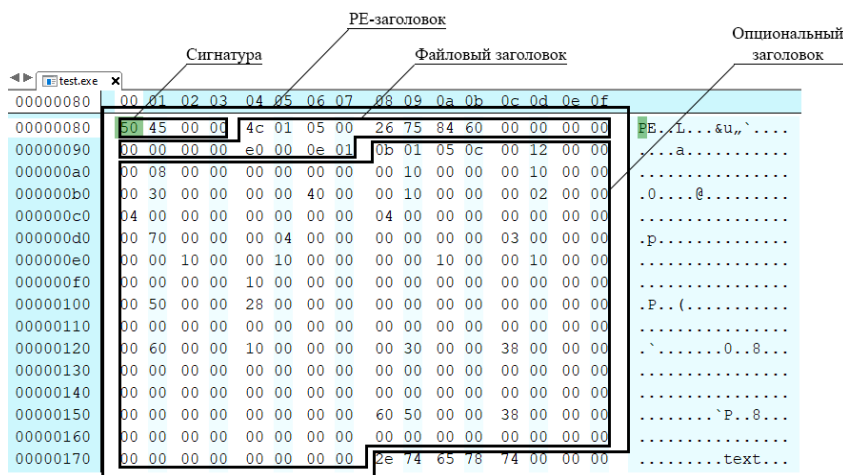 PE-заголовок
Опциональный
заголовок
Сигнатура
Файловый заголовок
test.exe x
00000080 00 01 02 03 04 05 06 07 08 09 0a 0b 0c 0d 0e 0f
00000080 50 45 00 00 4c 01 05 00 26 75 84 60 00 00 00 00 PE..L...&u„`....
00000090 00 00 00 00 e0 00 0e 01 0b 01 05 0c 00 12 00 00 ....a...........
000000a0 00 08 00 00 00 00 00 00 00 10 00 00 00 10 00 00 ................
000000b0 00 30 00 00 00 00 40 00 00 10 00 00 00 02 00 00 .0....@.........
000000c0 04 00 00 00 00 00 00 00 04 00 00 00 00 00 00 00 ................
000000d0 00 70 00 00 00 04 00 00 00 00 00 00 03 00 00 00 .p..............
000000e0 00 00 10 00 00 10 00 00 00 00 10 00 00 10 00 00 ................
000000f0 00 00 00 00 10 00 00 00 00 00 00 00 00 00 00 00 ................
00000100 00 50 00 00 28 00 00 00 00 00 00 00 00 00 00 00 .P..(...........
00000110 00 00 00 00 00 00 00 00 00 00 00 00 00 00 00 00 ................
00000120 00 60 00 00 10 00 00 00 00 30 00 00 38 00 00 00 .`.......0..8...
00000130 00 00 00 00 00 00 00 00 00 00 00 00 00 00 00 00 ................
00000140 00 00 00 00 00 00 00 00 00 00 00 00 00 00 00 00 ................
00000150 00 00 00 00 00 00 00 00 60 50 00 00 38 00 00 00 ........`P..8...
00000160 00 00 00 00 00 00 00 00 00 00 00 00 00 00 00 00 ................
00000170 00 00 00 00 00 00 00 00 2e 74 65 78 74 00 00 00 .........text...